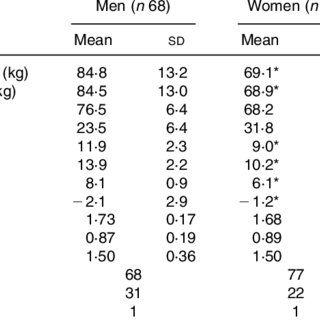 Men (n 68) Women (n
Mean SD Mean
(kg) 84·8 13·2 69·1*
kg) 84·5 13·0 68·9*
76·5 6·4 68·2
23·5 6·4 31·8
11·9 2·3 9·0*
13·9 2·2 10·2*
8·1 0·9 6·1*
−2·1 2·9 −1·2*
1·73 0·17 1·68
0·87 0·19 0·89
1·50 0·36 1·50
68 77
31 22
1 1